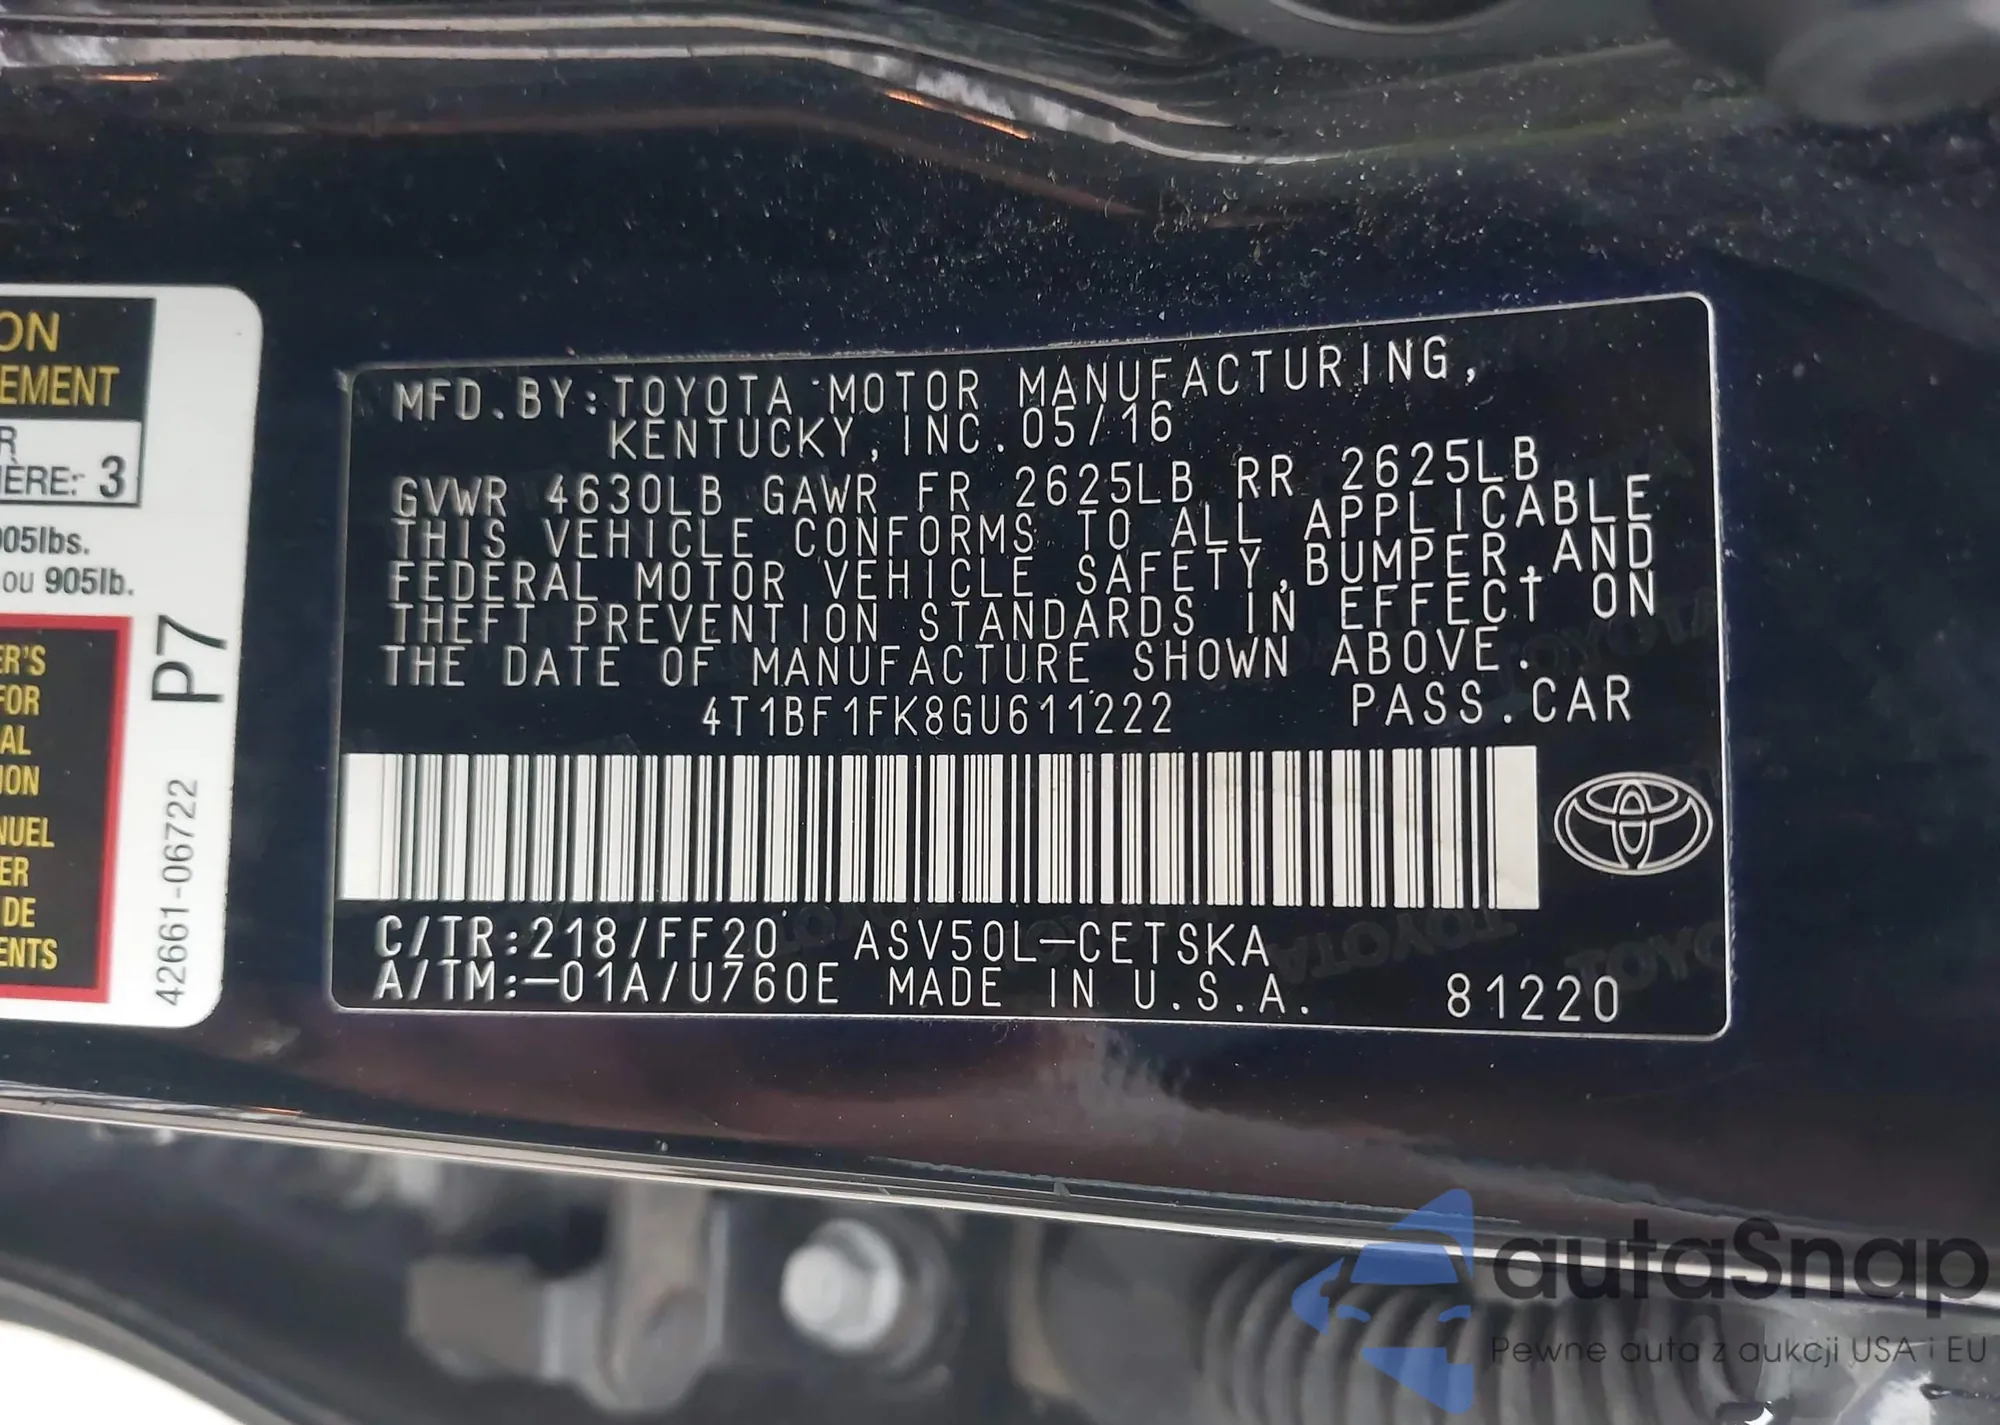 ON
EMENT
R
IÈRE: 3
905lbs.
ou 905lb.
P7
ER'S
FOR
AL
ION
NUEL
ER
DE
ENTS
42661-06722
MFD.BY:TOYOTA MOTOR MANUFACTURING,
KENTUCKY, INC. 05/16
GVWR 4630LB GAWR FR 2625LB RR 2625LB
THIS VEHICLE CONFORMS TO ALL APPLICABLE
FEDERAL MOTOR VEHICLE SAFETY,BUMPER,AND
THEFT PREVENTION STANDARDS IN EFFECT ON
THE DATE OF MANUFACTURE SHOWN ABOVE.
4T1BF1FK8GU611222 PASS.CAR
C/TR:218/FF20 ASV50L-CETSKA
A/TM:-01A/U760E MADE IN U.S.A. 81220
autaSnap
Pewne auta z aukcji USA i EU